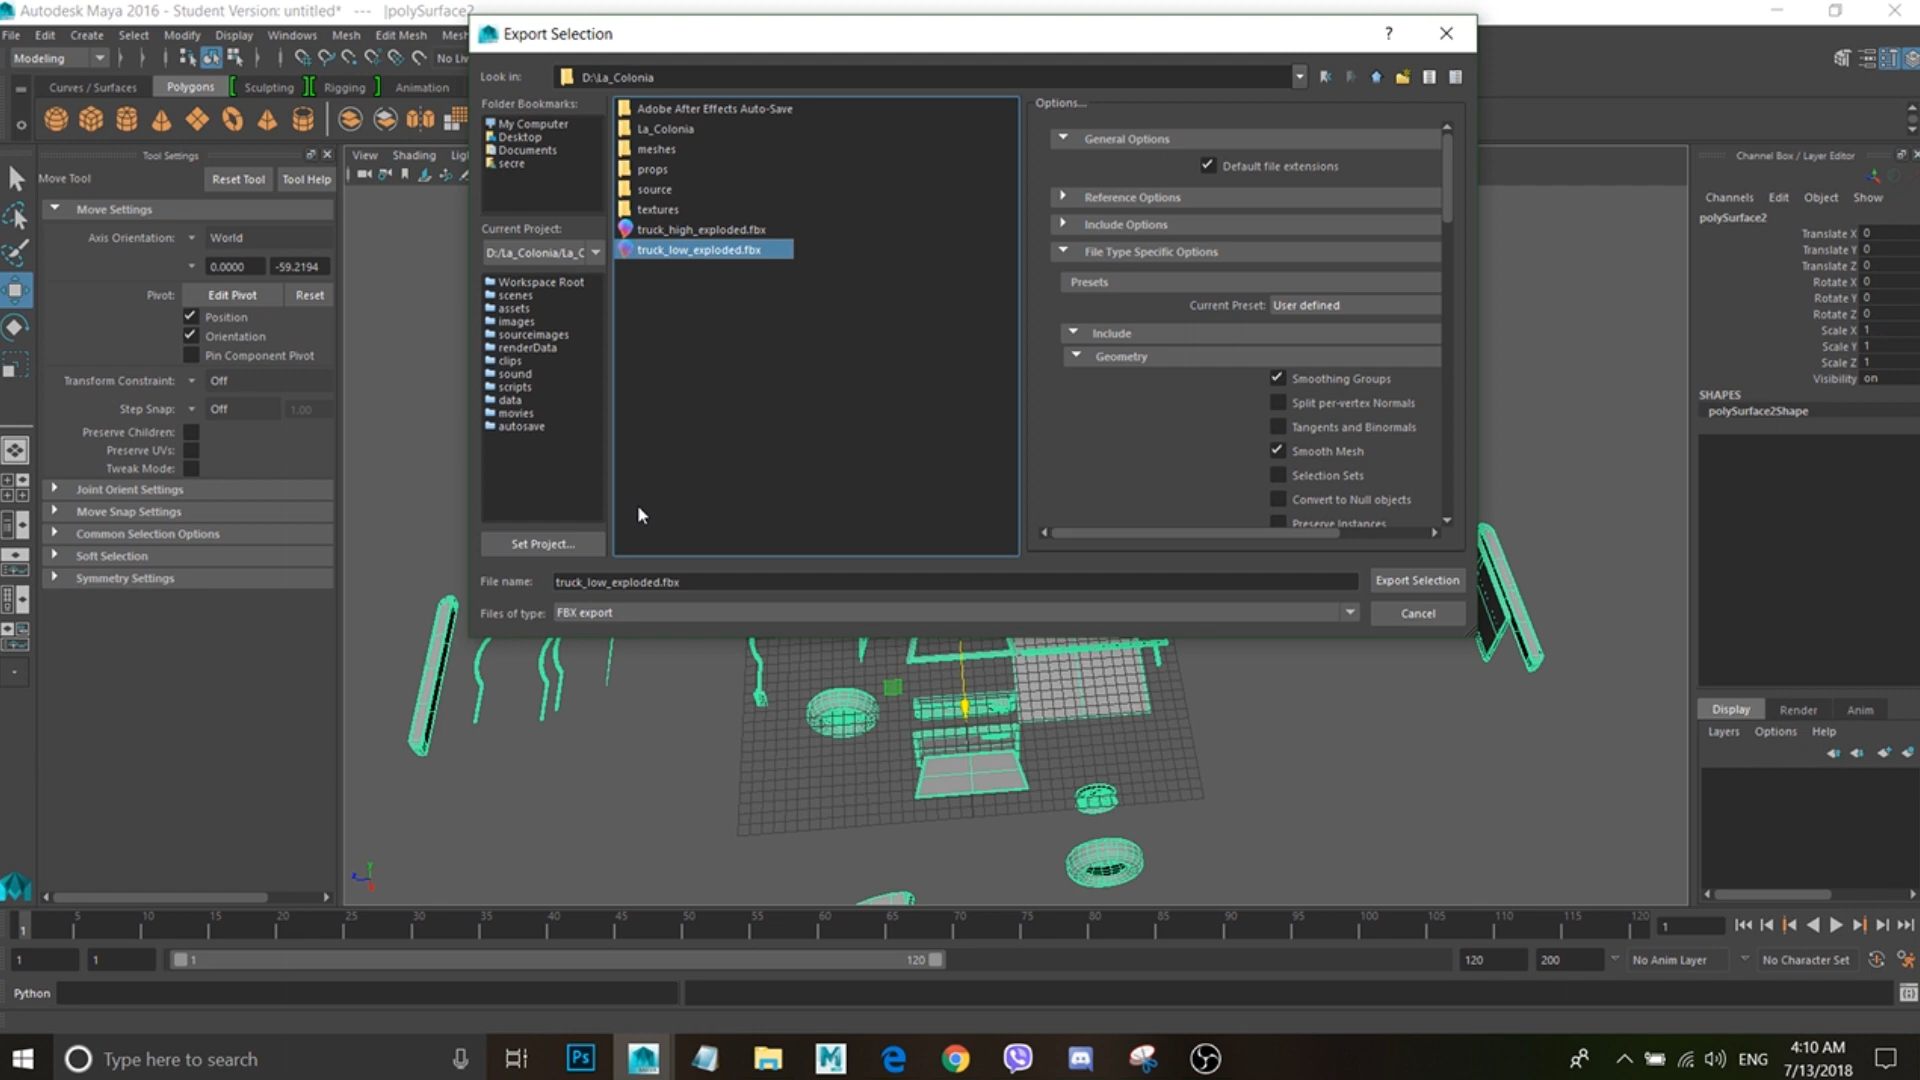 Autodesk Maya 2016 - Student Version: untitled* --- |polySurface2
File Edit Create Select Modify Display Windows Mesh Edit Mesh
Modeling
No Liv
Curves / Surfaces Polygons Sculpting Rigging Animation
Tool Settings
Move Tool Reset Tool Tool Help
Move Settings
Axis Orientation: World
0.0000 -59.2194
Pivot: Edit Pivot Reset
Position
Orientation
Pin Component Pivot
Transform Constraint: Off
Step Snap: Off 1.00
Preserve Children:
Preserve UVs:
Tweak Mode:
Joint Orient Settings
Move Snap Settings
Common Selection Options
Soft Selection
Symmetry Settings
View Shading
Export Selection
?
Look in: D:\La_Colonia
Folder Bookmarks:
My Computer
Desktop
Documents
secre
Current Project:
D:/La_Colonia/La_C
Workspace Root
scenes
assets
images
sourceimages
renderData
clips
sound
scripts
data
movies
autosave
Set Project...
Adobe After Effects Auto-Save
La_Colonia
meshes
props
source
textures
truck_high_exploded.fbx
truck_low_exploded.fbx
Options...
General Options
Default file extensions
Reference Options
Include Options
File Type Specific Options
Presets
Current Preset: User defined
Include
Geometry
Smoothing Groups
Split per-vertex Normals
Tangents and Binormals
Smooth Mesh
Selection Sets
Convert to Null objects
Preserve Instances
File name: truck_low_exploded.fbx Export Selection
Files of type: FBX export Cancel
Channel Box / Layer Editor
Channels Edit Object Show
polySurface2
Translate X 0
Translate Y 0
Translate Z 0
Rotate X 0
Rotate Y 0
Rotate Z 0
Scale X 1
Scale Y 1
Scale Z 1
Visibility on
SHAPES
polySurface2Shape
Display Render Anim
Layers Options Help
5 10 15 20 25 30 35 40 45 50 55 60 65 70 75 80 85 90 95 100 105 110 115 120
1
1
1 1 1 120 120 200 No Anim Layer No Character Set
Python
Type here to search
Ps
M
ENG
4:10 AM
7/13/2018